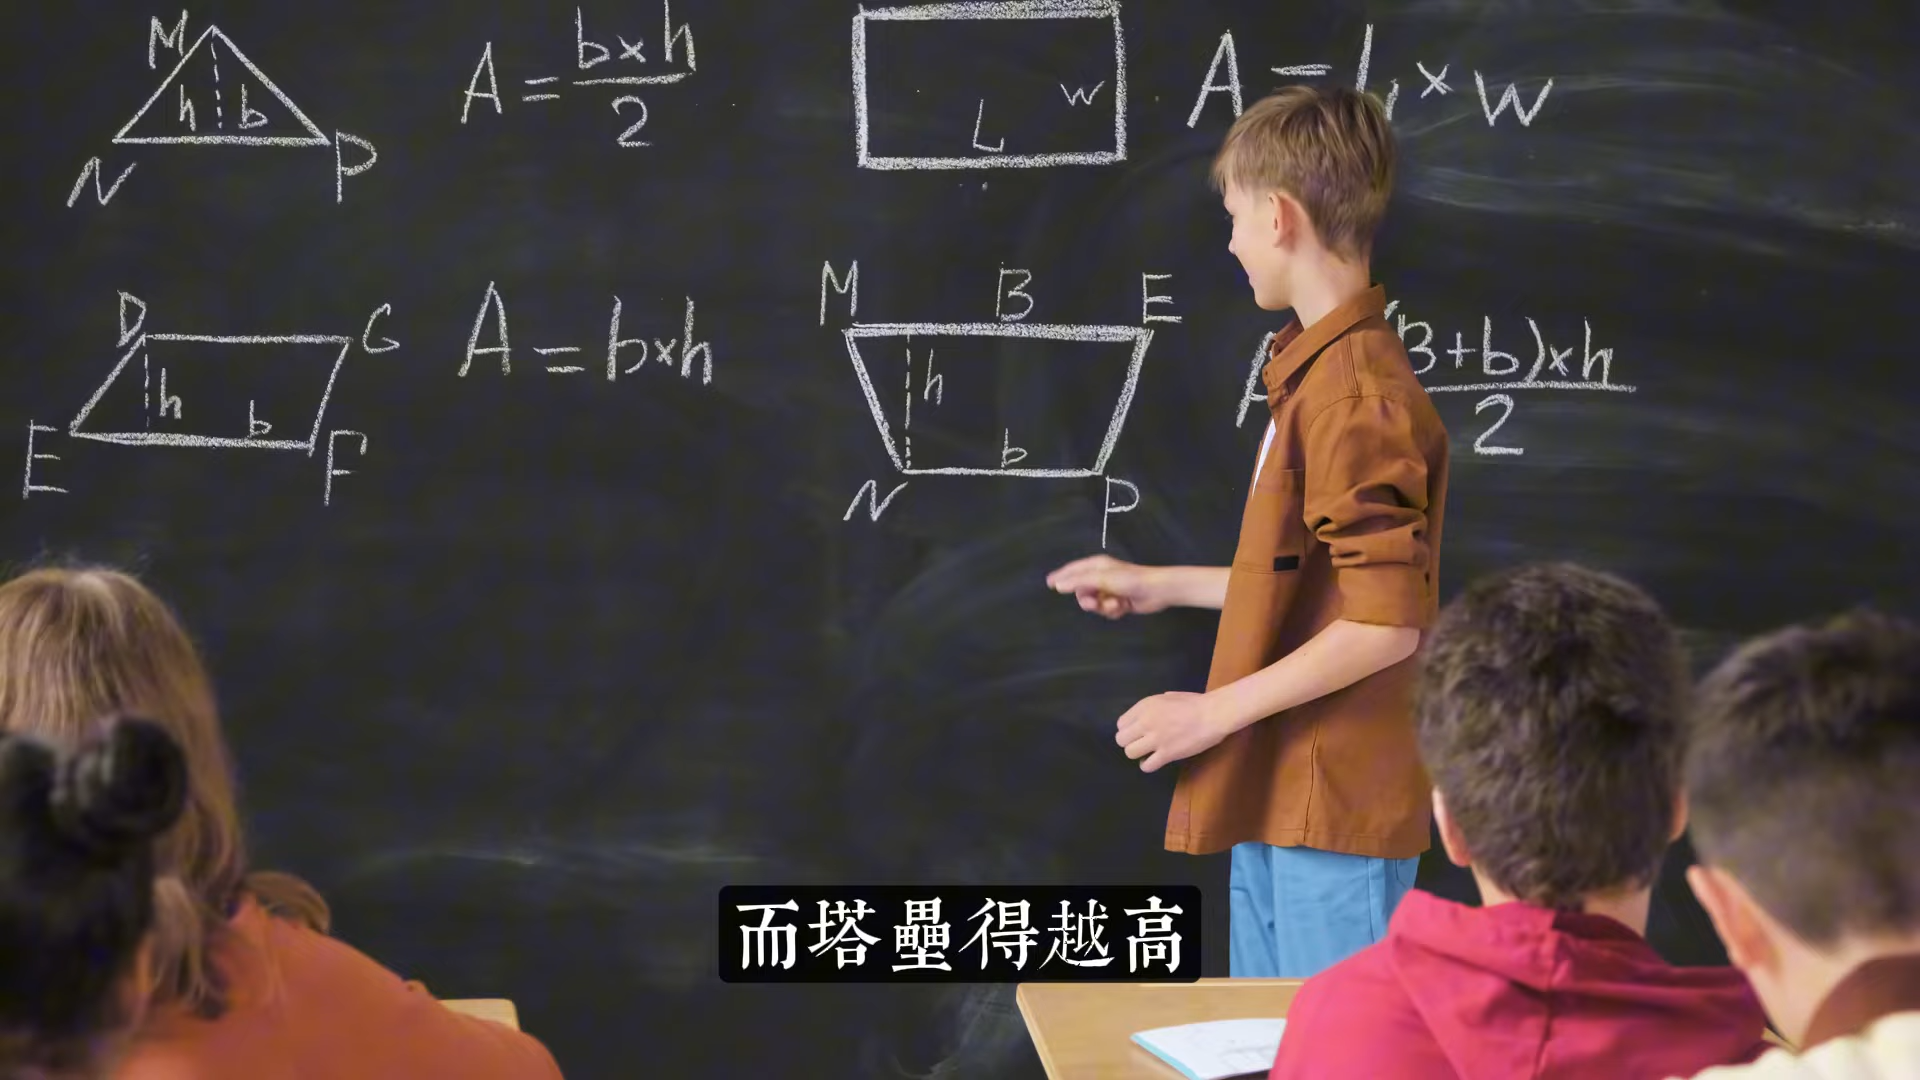 M
h b
N P
A = b×h / 2
L w
A = L × w
D G
h b
E F
A = b×h
M B E
h
b
N P
(B+b)×h / 2
而塔壘得越高